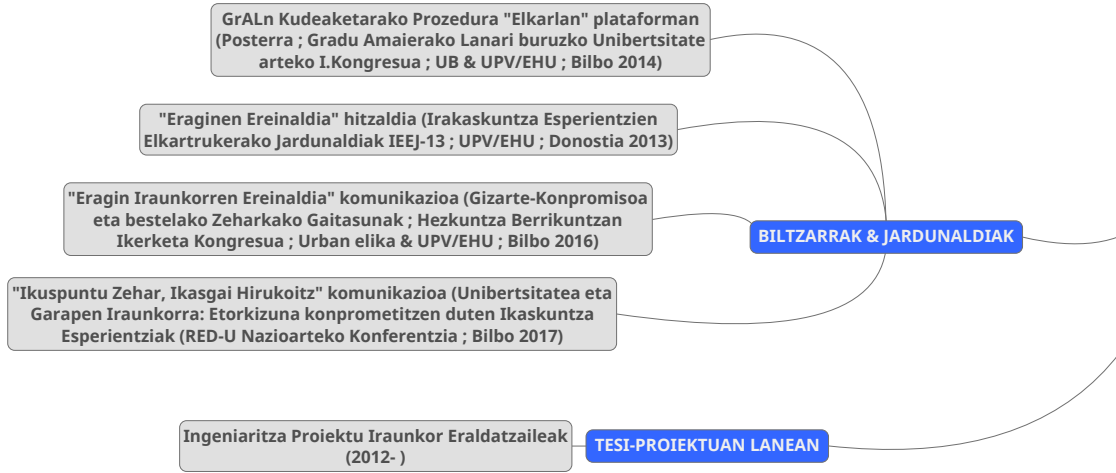 GrALn Kudeaketarako Prozedura "Elkarlan" plataforman
(Posterra ; Gradu Amaierako Lanari buruzko Unibertsitate
arteko I.Kongresua ; UB & UPV/EHU ; Bilbo 2014)
"Eraginen Ereinaldia" hitzaldia (Irakaskuntza Esperientzien
Elkartrukerako Jardunaldiak IEEJ-13 ; UPV/EHU ; Donostia 2013)
"Eragin Iraunkorren Ereinaldia" komunikazioa (Gizarte-Konpromisoa
eta bestelako Zeharkako Gaitasunak ; Hezkuntza Berrikuntzan
Ikerketa Kongresua ; Urban elika & UPV/EHU ; Bilbo 2016)
BILTZARRAK & JARDUNALDIAK
"Ikuspuntu Zehar, Ikasgai Hirukoitz" komunikazioa (Unibertsitatea eta
Garapen Iraunkorra: Etorkizuna konprometitzen duten Ikaskuntza
Esperientziak (RED-U Nazioarteko Konferentzia ; Bilbo 2017)
Ingeniaritza Proiektu Iraunkor Eraldatzaileak
(2012- )
TESI-PROIEKTUAN LANEAN